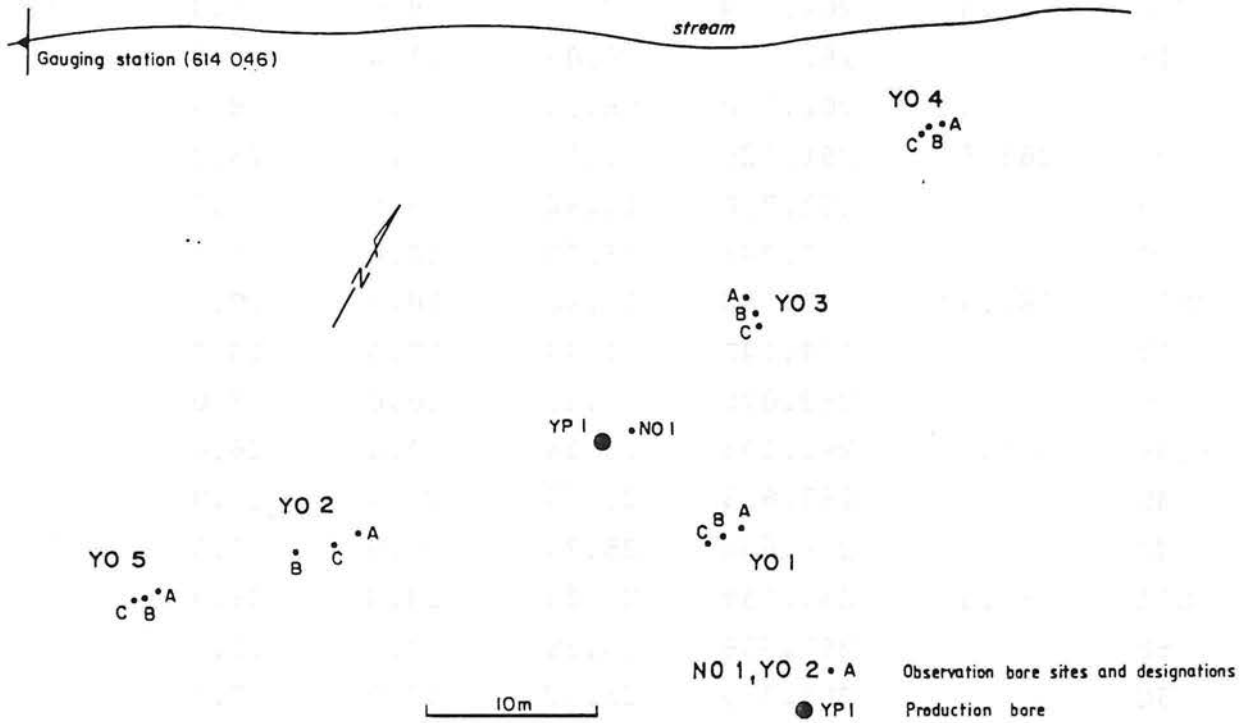 stream
Gauging station (614 046)
YO 4
A
B
C
N
A
B
C
YO 3
YP 1
NO 1
YO 2
A
C
B
A
B
C
YO 1
YO 5
A
B
C
10m
NO 1, YO 2 • A Observation bore sites and designations
YP 1 Production bore